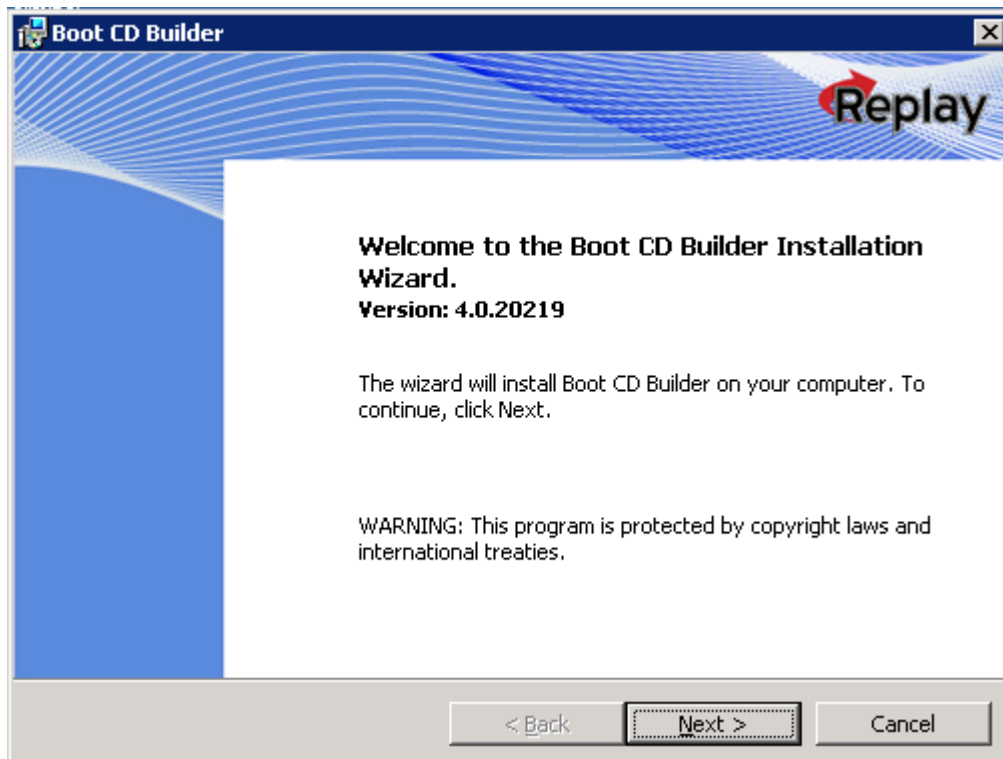 Boot CD Builder
Replay
Welcome to the Boot CD Builder Installation
Wizard.
Version: 4.0.20219
The wizard will install Boot CD Builder on your computer. To
continue, click Next.
WARNING: This program is protected by copyright laws and
international treaties.
< Back
Next >
Cancel